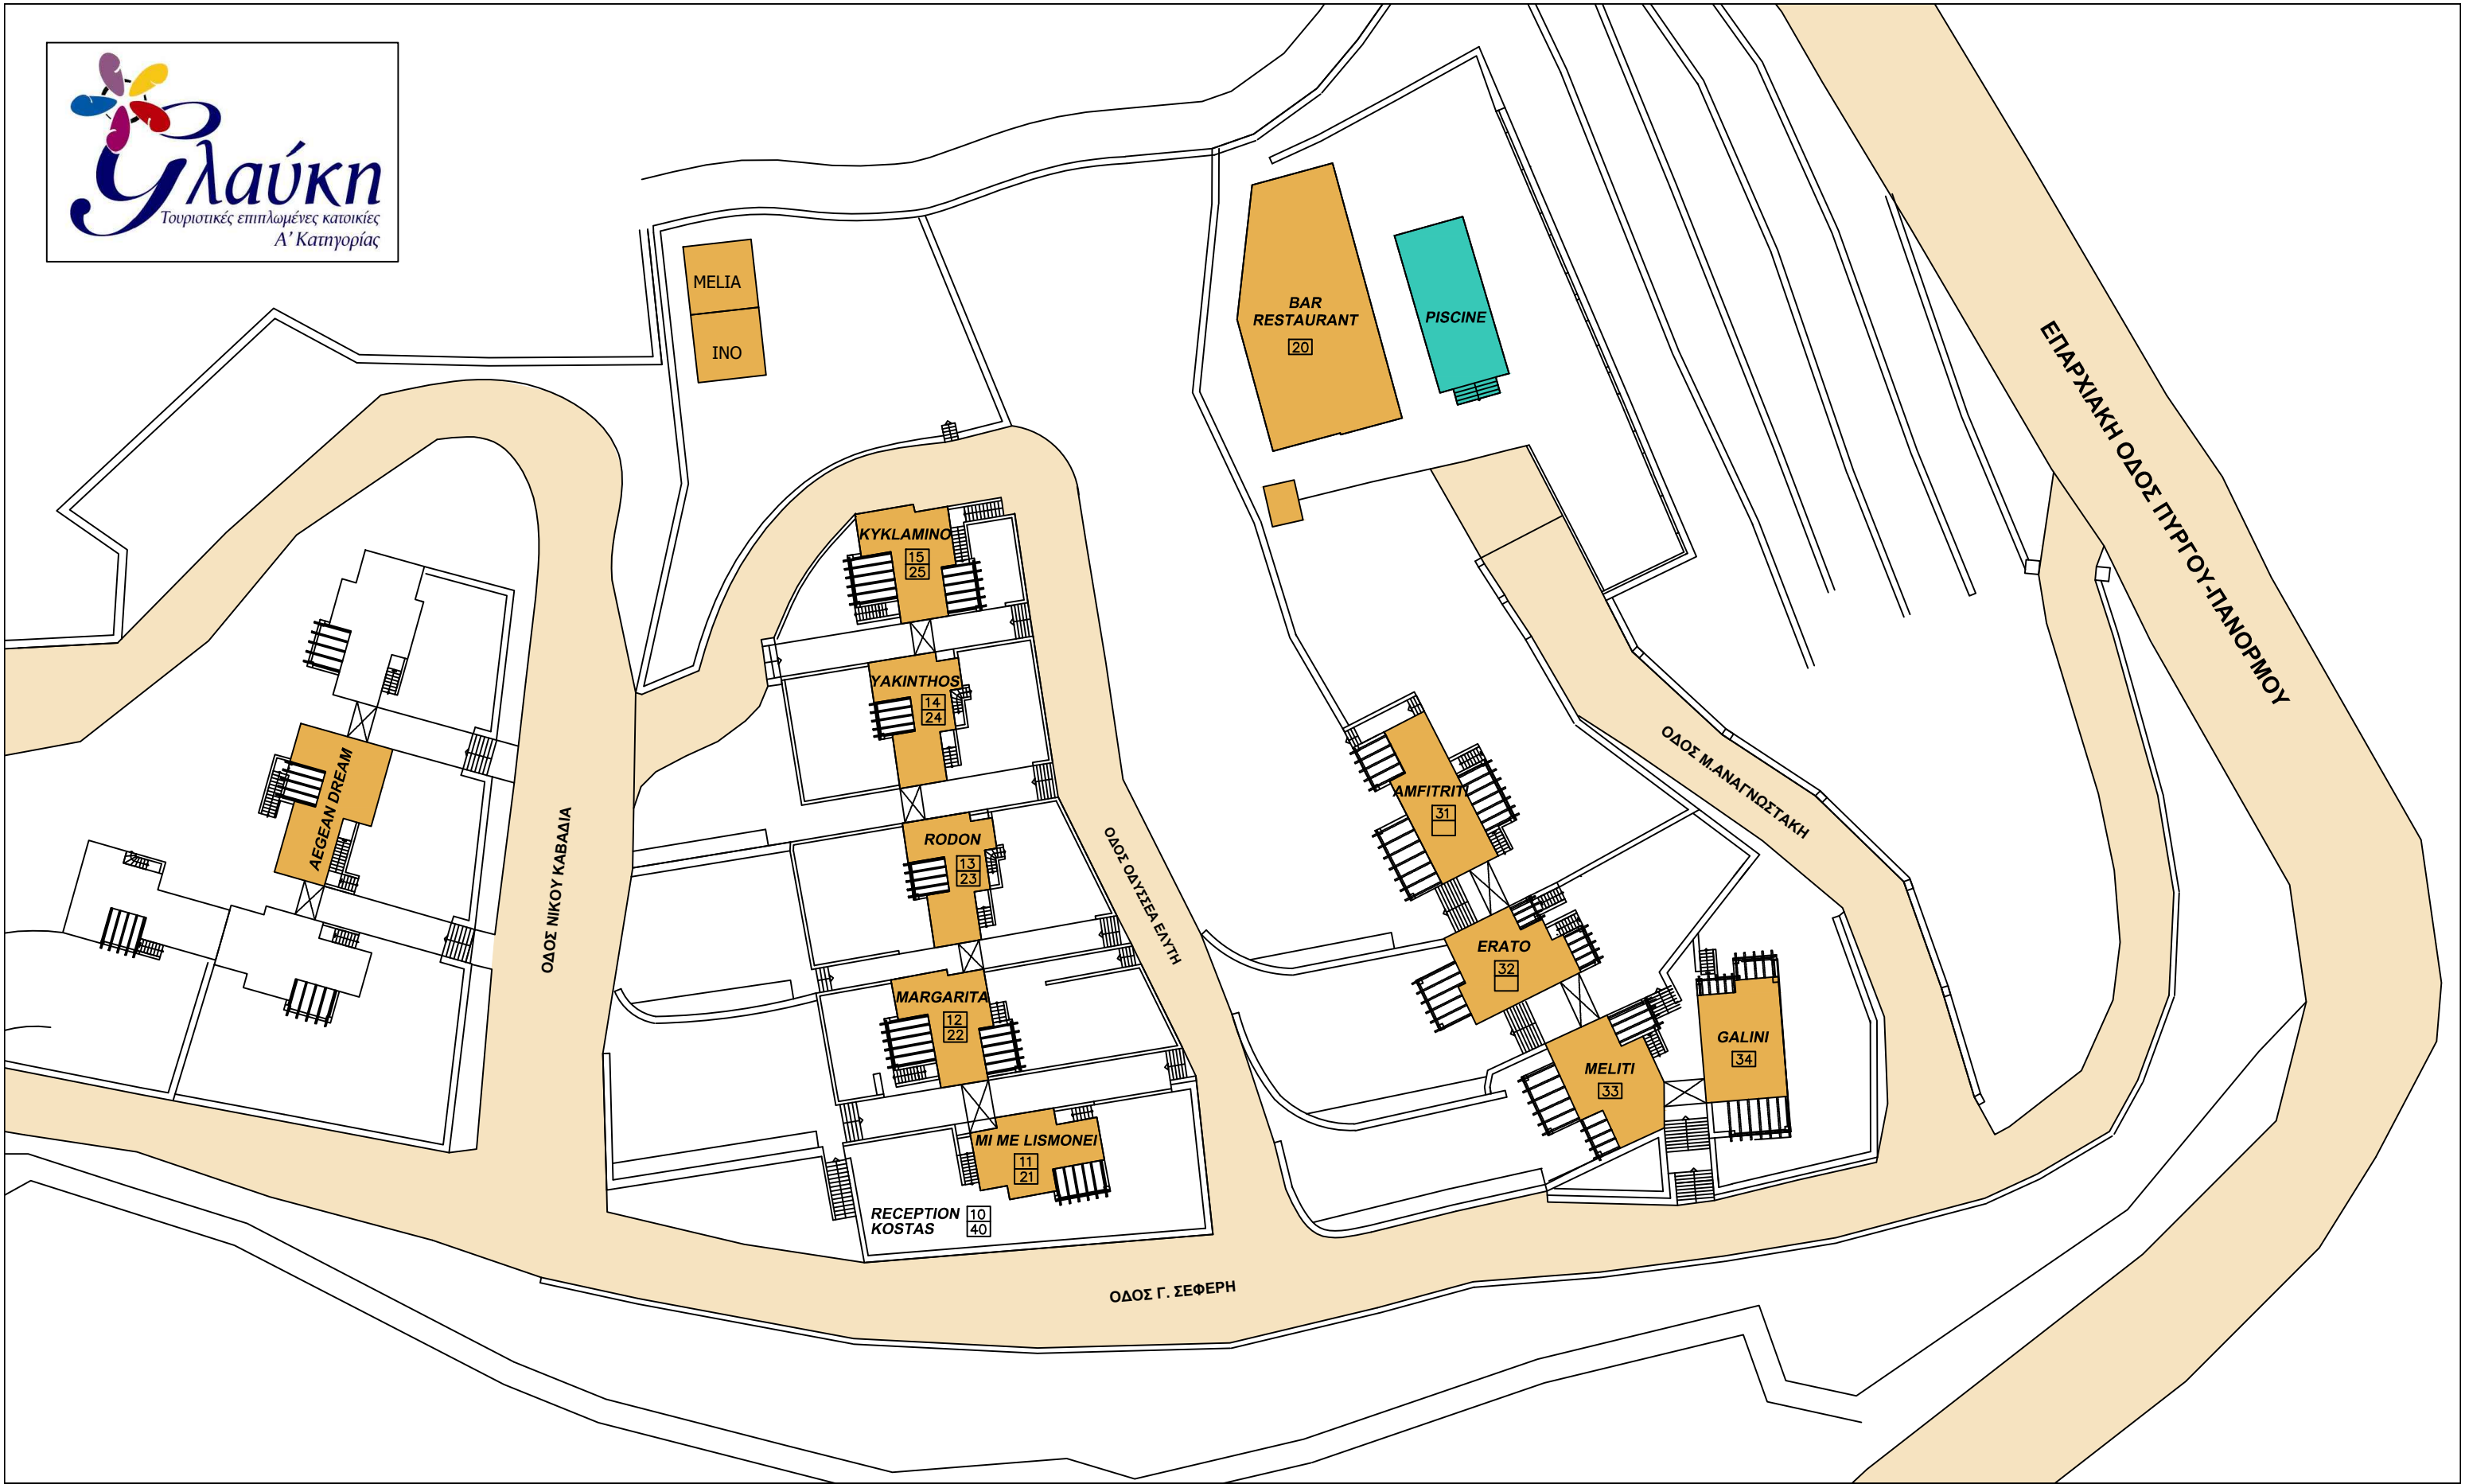 γλαύκη
Τουριστικές επιπλωμένες κατοικίες
Α' Κατηγορίας
MELIA
INO
BAR
RESTAURANT
20
PISCINE
ΕΠΑΡΧΙΑΚΗ ΟΔΟΣ ΠΥΡΓΟΥ-ΠΑΝΟΡΜΟΥ
KYKLAMINO
15
25
YAKINTHOS
14
24
RODON
13
23
MARGARITA
12
22
MI ME LISMONEI
11
21
RECEPTION
KOSTAS
10
40
AEGEAN DREAM
ΟΔΟΣ ΝΙΚΟΥ ΚΑΒΑΔΙΑ
ΟΔΟΣ ΟΔΥΣΣΕΑ ΕΛΥΤΗ
ΟΔΟΣ Μ.ΑΝΑΓΝΩΣΤΑΚΗ
AMFITRITI
31
ERATO
32
MELITI
33
GALINI
34
ΟΔΟΣ Γ. ΣΕΦΕΡΗ